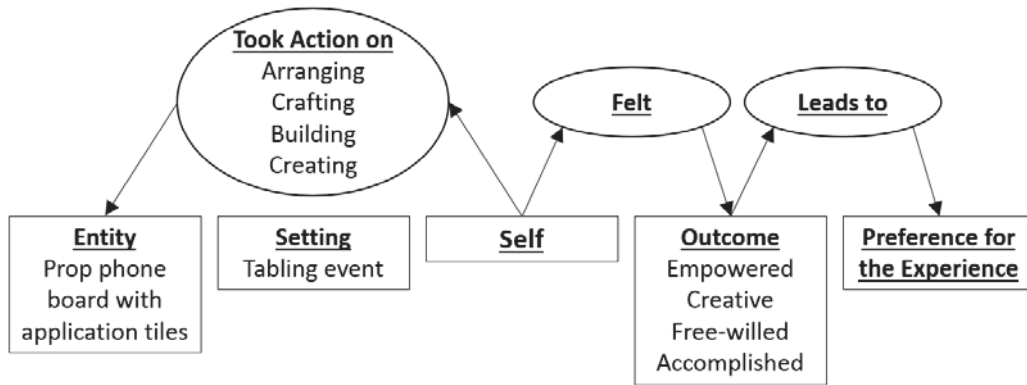 Took Action on
Arranging
Crafting
Building
Creating
Felt
Leads to
Entity
Prop phone
board with
application tiles
Setting
Tabling event
Self
Outcome
Empowered
Creative
Free-willed
Accomplished
Preference for
the Experience